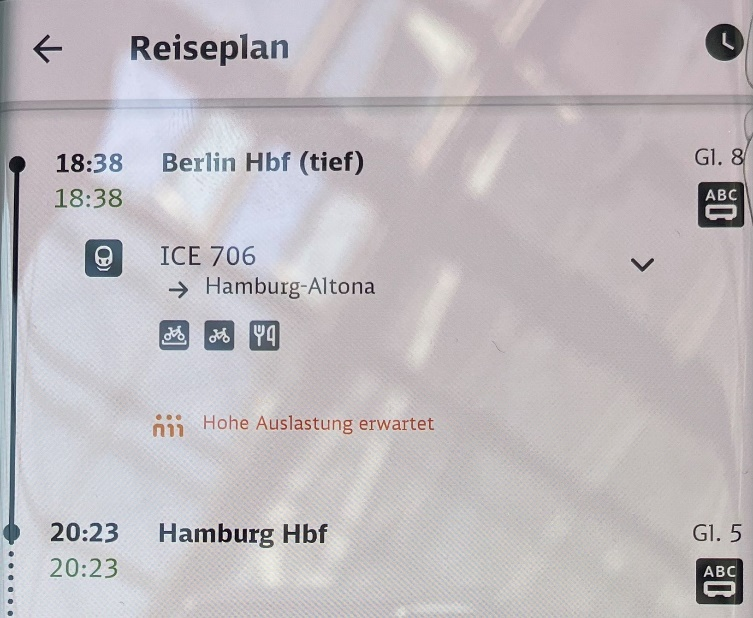 Reiseplan
18:38 Berlin Hbf (tief) Gl. 8
18:38
ABC
ICE 706
→ Hamburg-Altona
Hohe Auslastung erwartet
20:23 Hamburg Hbf Gl. 5
20:23
ABC